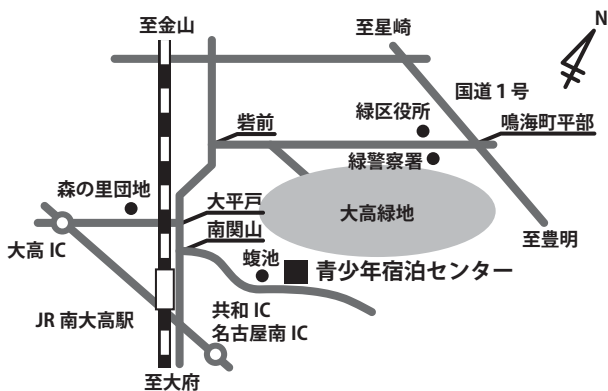 至金山
至星崎
N
国道1号
緑区役所
鳴海町平部
砦前
緑警察署
森の里団地
大平戸
大高緑地
南関山
至豊明
大高 IC
蝮池
青少年宿泊センター
JR 南大高駅
共和 IC
名古屋南 IC
至大府